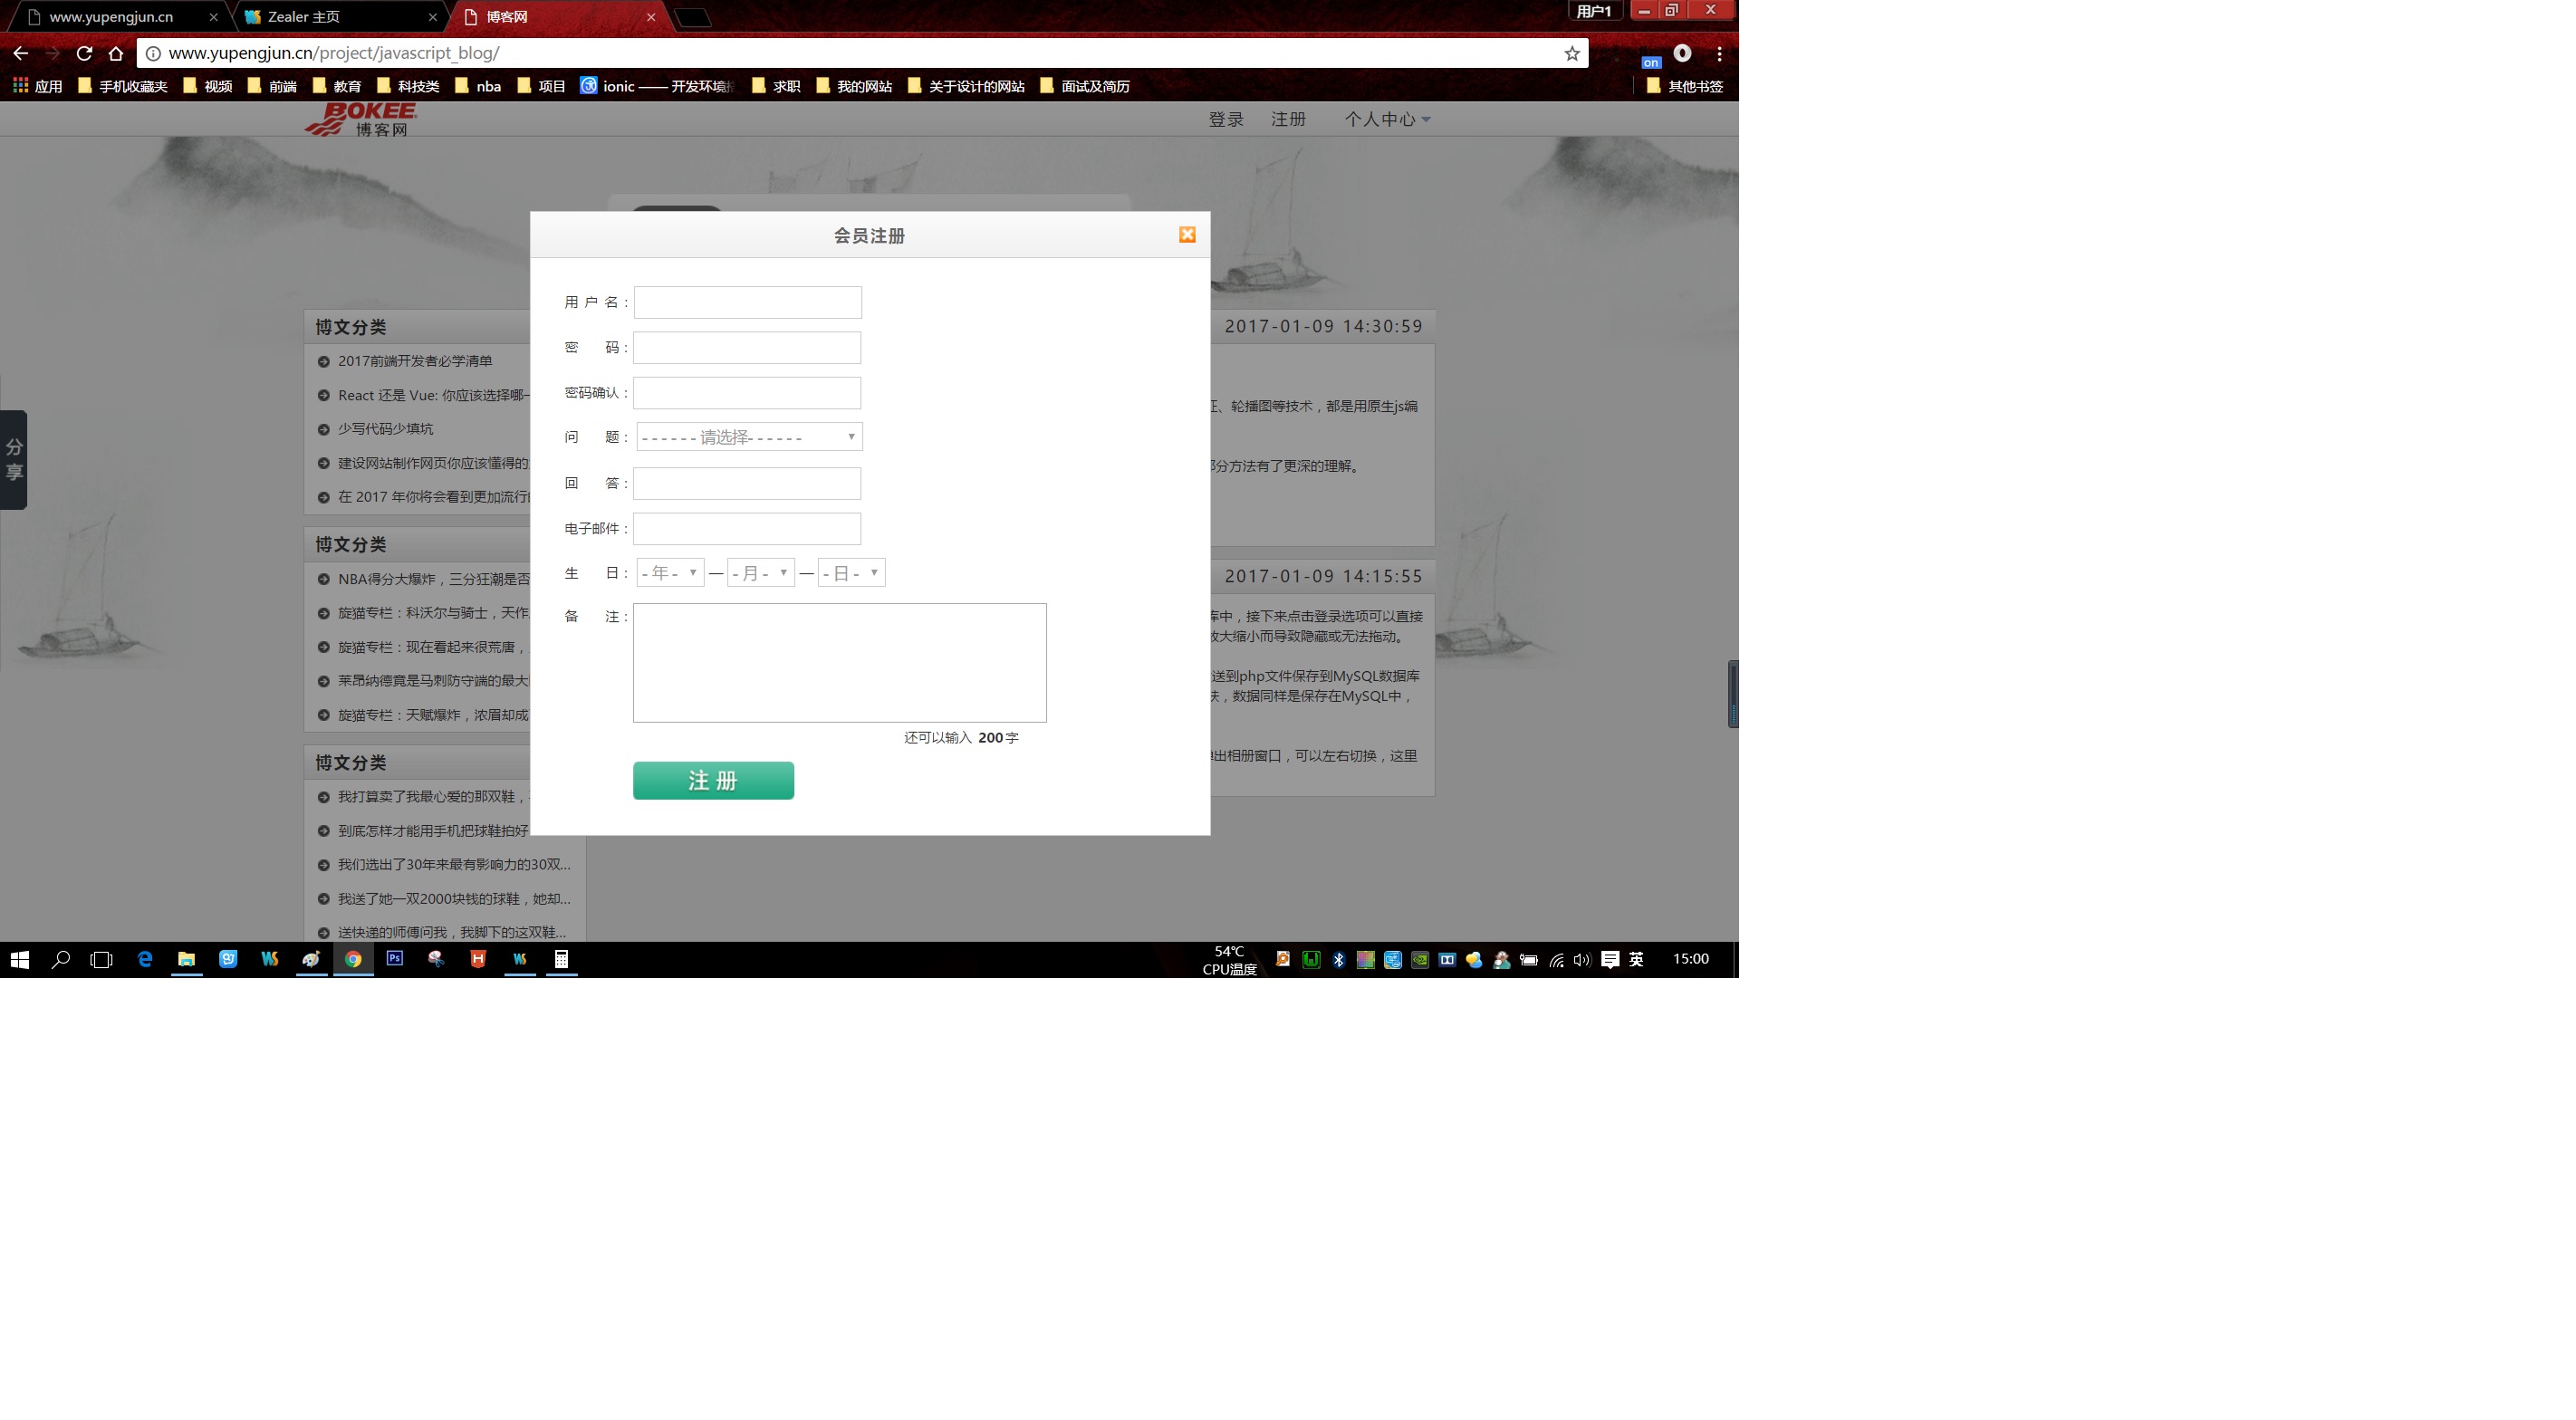 www.yupengjun.cn
Zealer 主页
博客网
用户1
www.yupengjun.cn/project/javascript_blog/
on
应用 手机收藏夹 视频 前端 教育 科技类 nba 项目 ionic —— 开发环境 求职 我的网站 关于设计的网站 面试及简历 其他书签
BOKEE
博客网
登录 注册 个人中心
分享
会员注册
用户名：
密码：
密码确认：
问题： ------请选择------
回答：
电子邮件：
生日： -年- — -月- — -日-
备注：
还可以输入 200字
注册
博文分类
2017前端开发者必学清单
React 还是 Vue: 你应该选择哪
少写代码少填坑
建设网站制作网页你应该懂得的
在 2017 年你将会看到更加流行
博文分类
NBA得分大爆炸，三分狂潮是否
旋猫专栏：科沃尔与骑士，天作
旋猫专栏：现在看起来很荒唐，
莱昂纳德竟是马刺防守端的最大
旋猫专栏：天赋爆炸，浓眉却成
博文分类
我打算卖了我最心爱的那双鞋，
到底怎样才能用手机把球鞋拍好
我们选出了30年来最有影响力的30双...
我送了她一双2000块钱的球鞋，她却...
送快递的师傅问我，我脚下的这双鞋...
2017-01-09 14:30:59
、轮播图等技术，都是用原生js编
分方法有了更深的理解。
2017-01-09 14:15:55
库中，接下来点击登录选项可以直接
放大缩小而导致隐藏或无法拖动。
送到php文件保存到MySQL数据库
，数据同样是保存在MySQL中，
出相册窗口，可以左右切换，这里
54℃
CPU温度
英
15:00